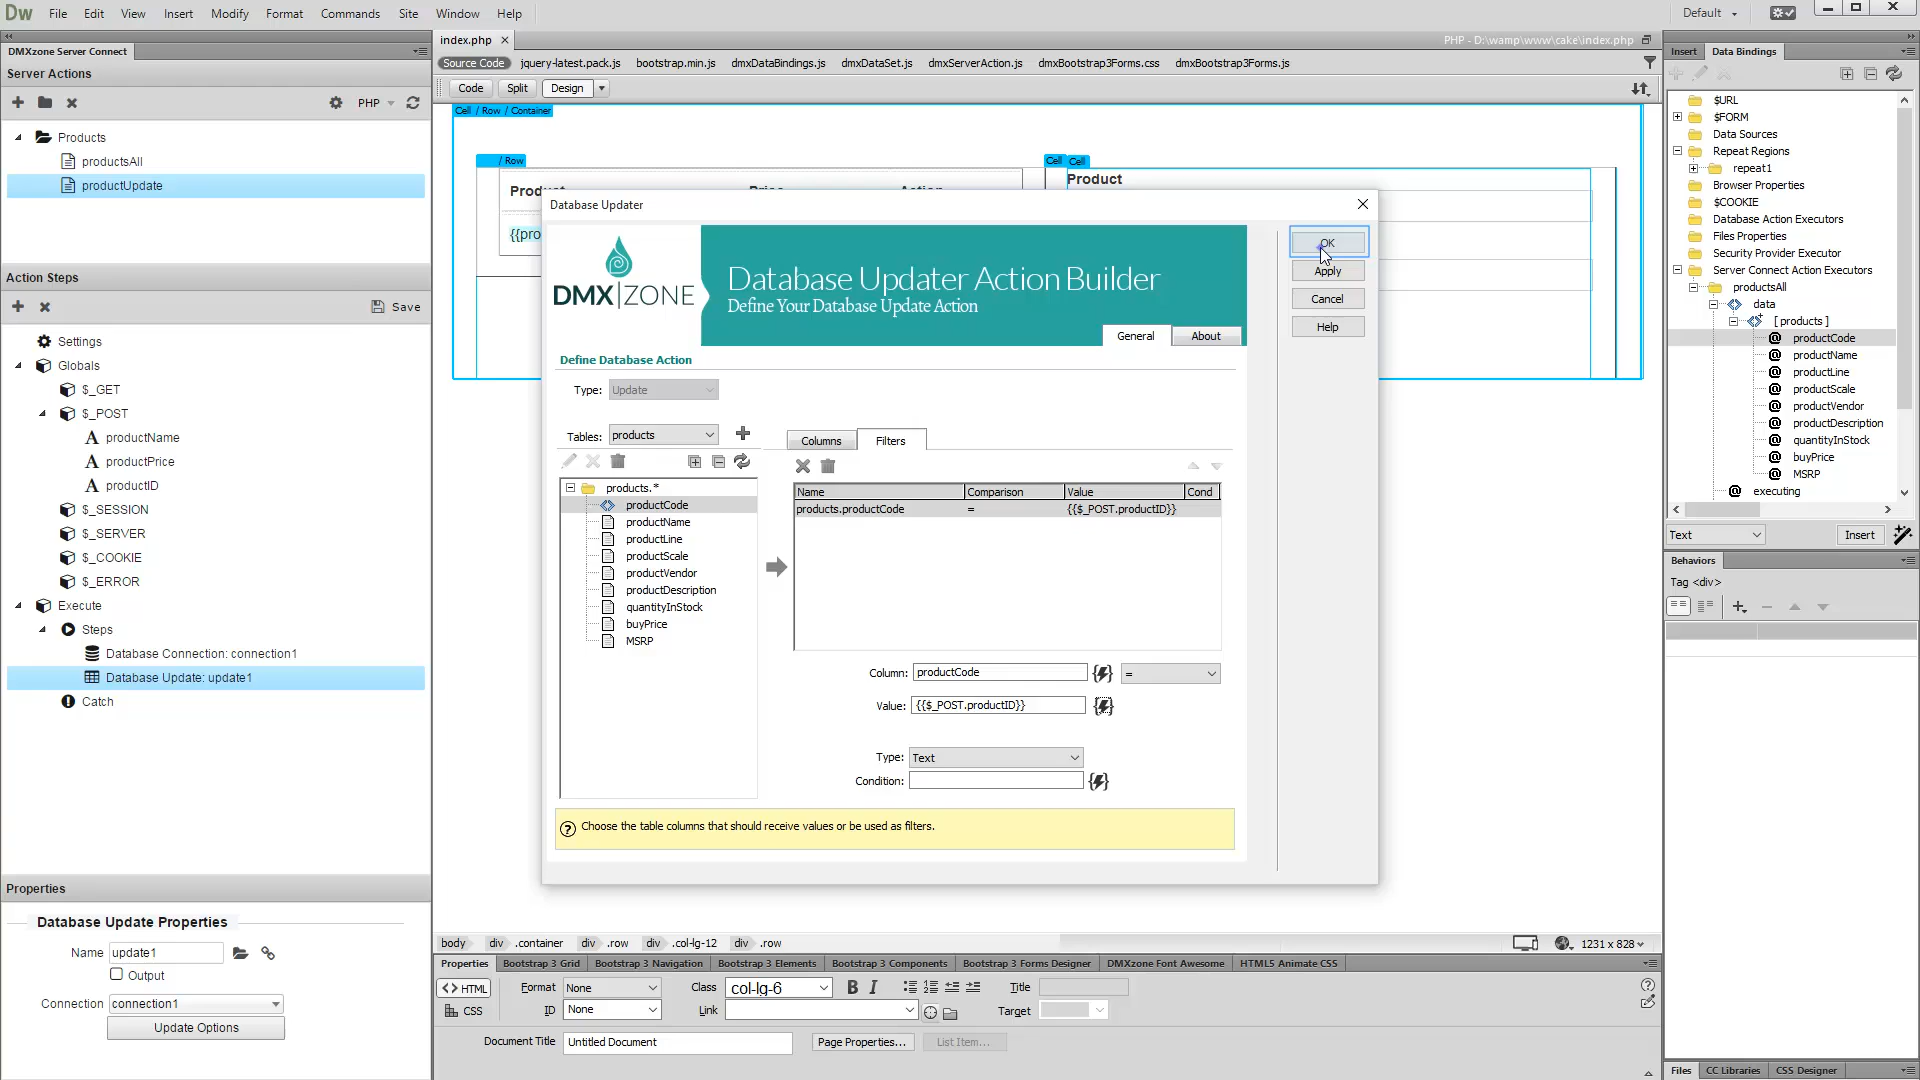 Dw File Edit View Insert Modify Format Commands Site Window Help Default
DMXzone Server Connect
Server Actions
PHP
Products
productsAll
productUpdate
Action Steps
Save
Settings
Globals
$_GET
$_POST
productName
productPrice
productID
$_SESSION
$_SERVER
$_COOKIE
$_ERROR
Execute
Steps
Database Connection: connection1
Database Update: update1
Catch
Properties
Database Update Properties
Name update1
Output
Connection connection1
Update Options
index.php PHP - D:\wamp\www\cake\index.php
Source Code jquery-latest.pack.js bootstrap.min.js dmxDataBindings.js dmxDataSet.js dmxServerAction.js dmxBootstrap3Forms.css dmxBootstrap3Forms.js
Code Split Design
Cell / Row / Container
/ Row Cell Cell
Product Price Action
Product
{{pro
Database Updater
DMX|ZONE
Database Updater Action Builder
Define Your Database Update Action
General About
Define Database Action
Type: Update
Tables: products
products.*
productCode
productName
productLine
productScale
productVendor
productDescription
quantityInStock
buyPrice
MSRP
Columns Filters
Name Comparison Value Cond
products.productCode = {{$_POST.productID}}
Column: productCode =
Value: {{$_POST.productID}}
Type: Text
Condition:
Choose the table columns that should receive values or be used as filters.
OK
Apply
Cancel
Help
body div .container div .row div .col-lg-12 div .row 1231 x 828
Properties Bootstrap 3 Grid Bootstrap 3 Navigation Bootstrap 3 Elements Bootstrap 3 Components Bootstrap 3 Forms Designer DMXzone Font Awesome HTML5 Animate CSS
<> HTML Format None Class col-lg-6 B I Title
CSS ID None Link Target
Document Title Untitled Document Page Properties... List Item...
Insert Data Bindings
$URL
$FORM
Data Sources
Repeat Regions
repeat1
Browser Properties
$COOKIE
Database Action Executors
Files Properties
Security Provider Executor
Server Connect Action Executors
productsAll
data
[ products ]
productCode
productName
productLine
productScale
productVendor
productDescription
quantityInStock
buyPrice
MSRP
executing
Text Insert
Behaviors
Tag <div>
Files CC Libraries CSS Designer